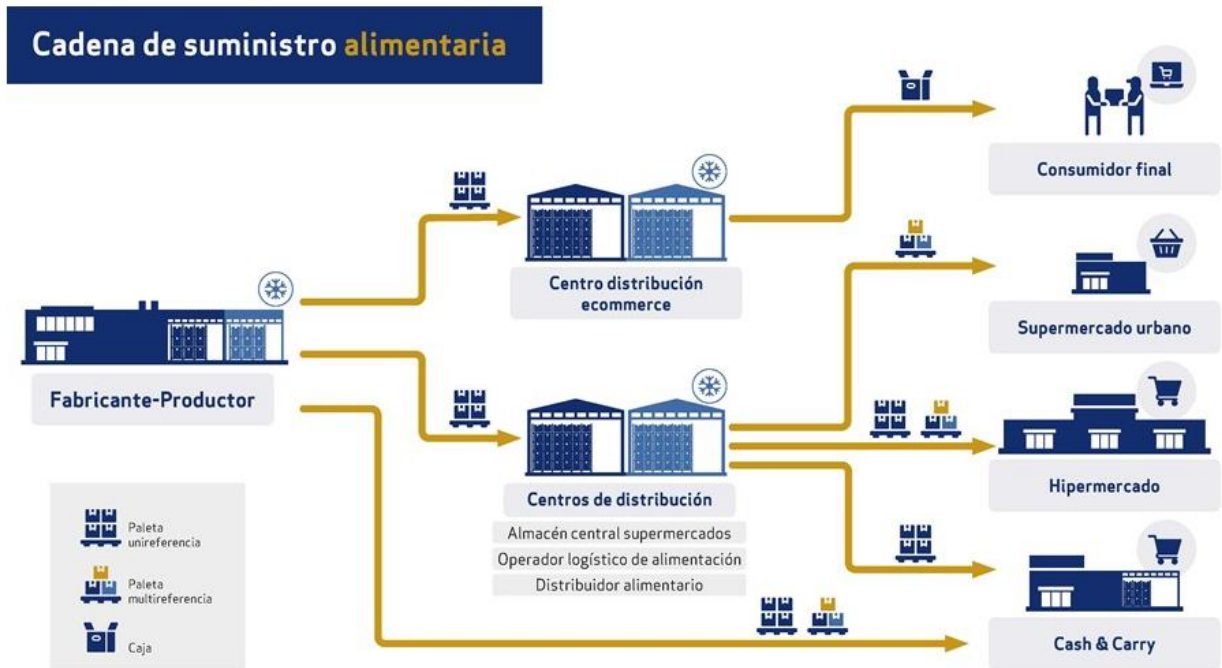 Cadena de suministro alimentaria
Consumidor final
Centro distribución
ecommerce
Supermercado urbano
Fabricante-Productor
Centros de distribución
Almacén central supermercados
Operador logístico de alimentación
Distribuidor alimentario
Hipermercado
Cash & Carry
Paleta
unireferencia
Paleta
multireferencia
Caja